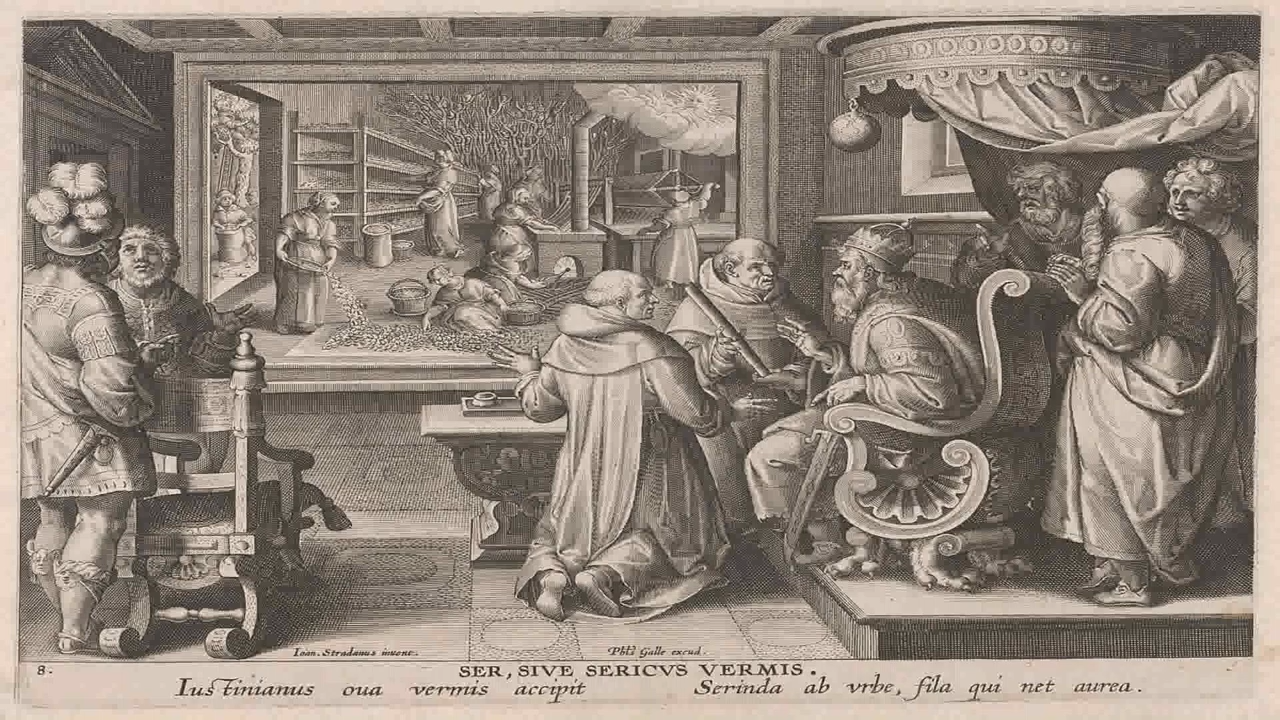 Ioan. Stradanus invent.
Phls Galle excud.
8.
SER, SIVE SERICVS VERMIS.
Iustinianus oua vermis accipit Serinda ab vrbe, fila qui net aurea.